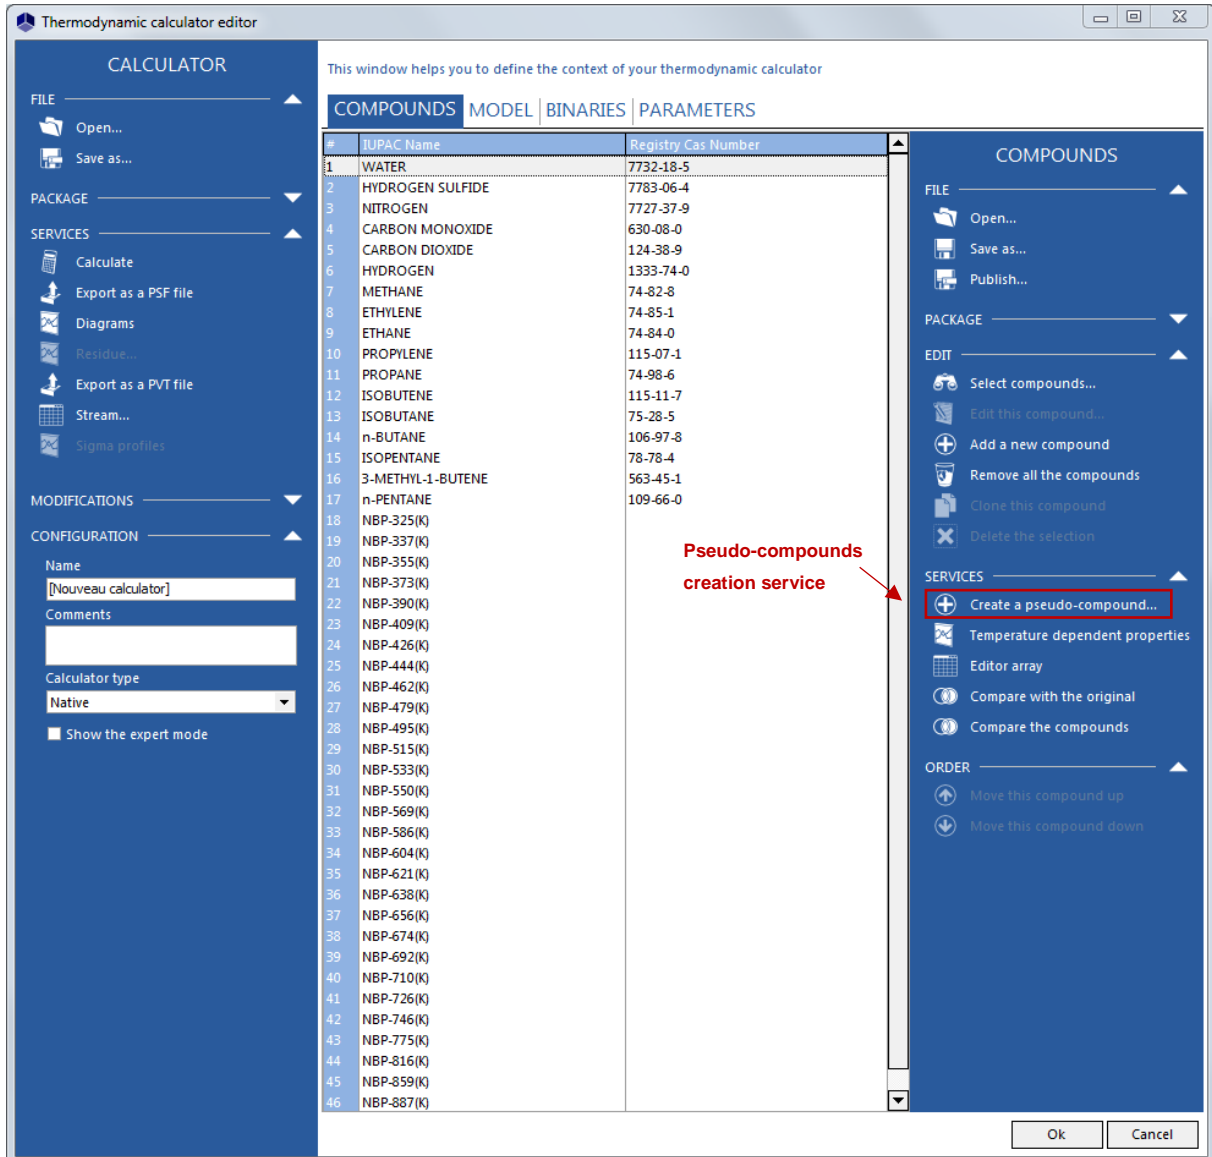 Thermodynamic calculator editor
CALCULATOR
FILE
Open...
Save as...
PACKAGE
SERVICES
Calculate
Export as a PSF file
Diagrams
Residue...
Export as a PVT file
Stream...
Sigma profiles
MODIFICATIONS
CONFIGURATION
Name
[Nouveau calculator]
Comments
Calculator type
Native
Show the expert mode
This window helps you to define the context of your thermodynamic calculator
COMPOUNDS MODEL BINARIES PARAMETERS
# IUPAC Name Registry Cas Number
1 WATER 7732-18-5
2 HYDROGEN SULFIDE 7783-06-4
3 NITROGEN 7727-37-9
4 CARBON MONOXIDE 630-08-0
5 CARBON DIOXIDE 124-38-9
6 HYDROGEN 1333-74-0
7 METHANE 74-82-8
8 ETHYLENE 74-85-1
9 ETHANE 74-84-0
10 PROPYLENE 115-07-1
11 PROPANE 74-98-6
12 ISOBUTENE 115-11-7
13 ISOBUTANE 75-28-5
14 n-BUTANE 106-97-8
15 ISOPENTANE 78-78-4
16 3-METHYL-1-BUTENE 563-45-1
17 n-PENTANE 109-66-0
18 NBP-325(K)
19 NBP-337(K)
20 NBP-355(K)
21 NBP-373(K)
22 NBP-390(K)
23 NBP-409(K)
24 NBP-426(K)
25 NBP-444(K)
26 NBP-462(K)
27 NBP-479(K)
28 NBP-495(K)
29 NBP-515(K)
30 NBP-533(K)
31 NBP-550(K)
32 NBP-569(K)
33 NBP-586(K)
34 NBP-604(K)
35 NBP-621(K)
36 NBP-638(K)
37 NBP-656(K)
38 NBP-674(K)
39 NBP-692(K)
40 NBP-710(K)
41 NBP-726(K)
42 NBP-746(K)
43 NBP-775(K)
44 NBP-816(K)
45 NBP-859(K)
46 NBP-887(K)
Pseudo-compounds
creation service
COMPOUNDS
FILE
Open...
Save as...
Publish...
PACKAGE
EDIT
Select compounds...
Edit this compound...
Add a new compound
Remove all the compounds
Clone this compound
Delete the selection
SERVICES
Create a pseudo-compound...
Temperature dependent properties
Editor array
Compare with the original
Compare the compounds
ORDER
Move this compound up
Move this compound down
Ok
Cancel